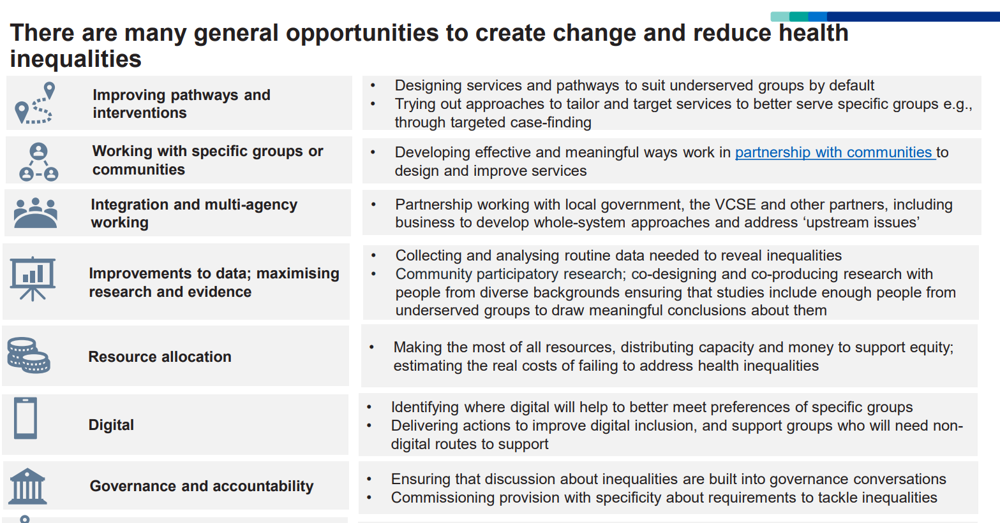 There are many general opportunities to create change and reduce health
inequalities
Improving pathways and
interventions
• Designing services and pathways to suit underserved groups by default
• Trying out approaches to tailor and target services to better serve specific groups e.g.,
through targeted case-finding
Working with specific groups or
communities
• Developing effective and meaningful ways work in partnership with communities to
design and improve services
Integration and multi-agency
working
• Partnership working with local government, the VCSE and other partners, including
business to develop whole-system approaches and address ‘upstream issues’
Improvements to data; maximising
research and evidence
• Collecting and analysing routine data needed to reveal inequalities
• Community participatory research; co-designing and co-producing research with
people from diverse backgrounds ensuring that studies include enough people from
underserved groups to draw meaningful conclusions about them
Resource allocation
• Making the most of all resources, distributing capacity and money to support equity;
estimating the real costs of failing to address health inequalities
Digital
• Identifying where digital will help to better meet preferences of specific groups
• Delivering actions to improve digital inclusion, and support groups who will need non-
digital routes to support
Governance and accountability
• Ensuring that discussion about inequalities are built into governance conversations
• Commissioning provision with specificity about requirements to tackle inequalities